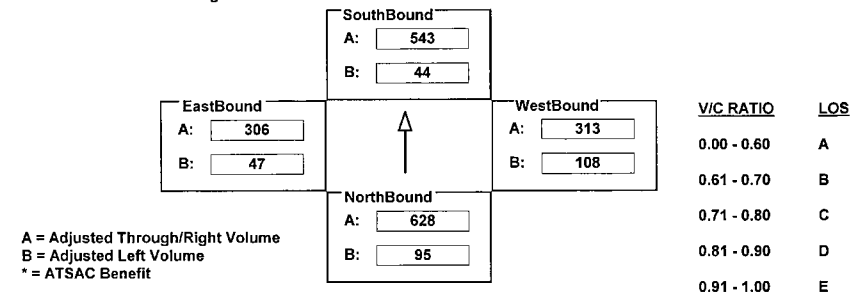 SouthBound
A: 543
B: 44
EastBound
A: 306
B: 47
WestBound
A: 313
B: 108
NorthBound
A: 628
B: 95
A = Adjusted Through/Right Volume
B = Adjusted Left Volume
* = ATSAC Benefit
V/C RATIO LOS
0.00 - 0.60 A
0.61 - 0.70 B
0.71 - 0.80 C
0.81 - 0.90 D
0.91 - 1.00 E